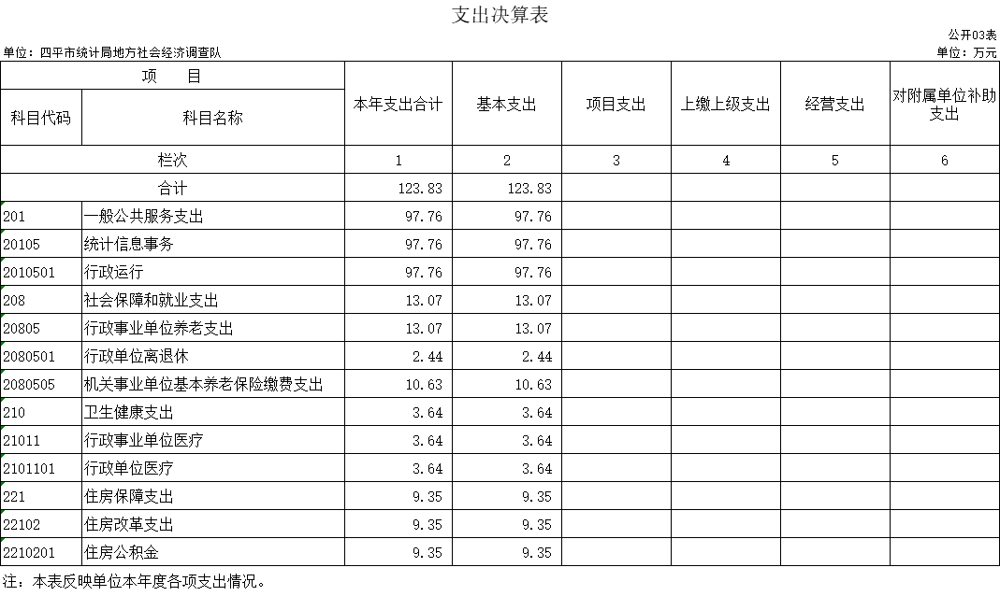 支出决算表
公开03表
单位：四平市统计局地方社会经济调查队 单位：万元
项 目 本年支出合计 基本支出 项目支出 上缴上级支出 经营支出 对附属单位补助支出
科目代码 科目名称
栏次 1 2 3 4 5 6
合计 123.83 123.83
201 一般公共服务支出 97.76 97.76
20105 统计信息事务 97.76 97.76
2010501 行政运行 97.76 97.76
208 社会保障和就业支出 13.07 13.07
20805 行政事业单位养老支出 13.07 13.07
2080501 行政单位离退休 2.44 2.44
2080505 机关事业单位基本养老保险缴费支出 10.63 10.63
210 卫生健康支出 3.64 3.64
21011 行政事业单位医疗 3.64 3.64
2101101 行政单位医疗 3.64 3.64
221 住房保障支出 9.35 9.35
22102 住房改革支出 9.35 9.35
2210201 住房公积金 9.35 9.35
注：本表反映单位本年度各项支出情况。